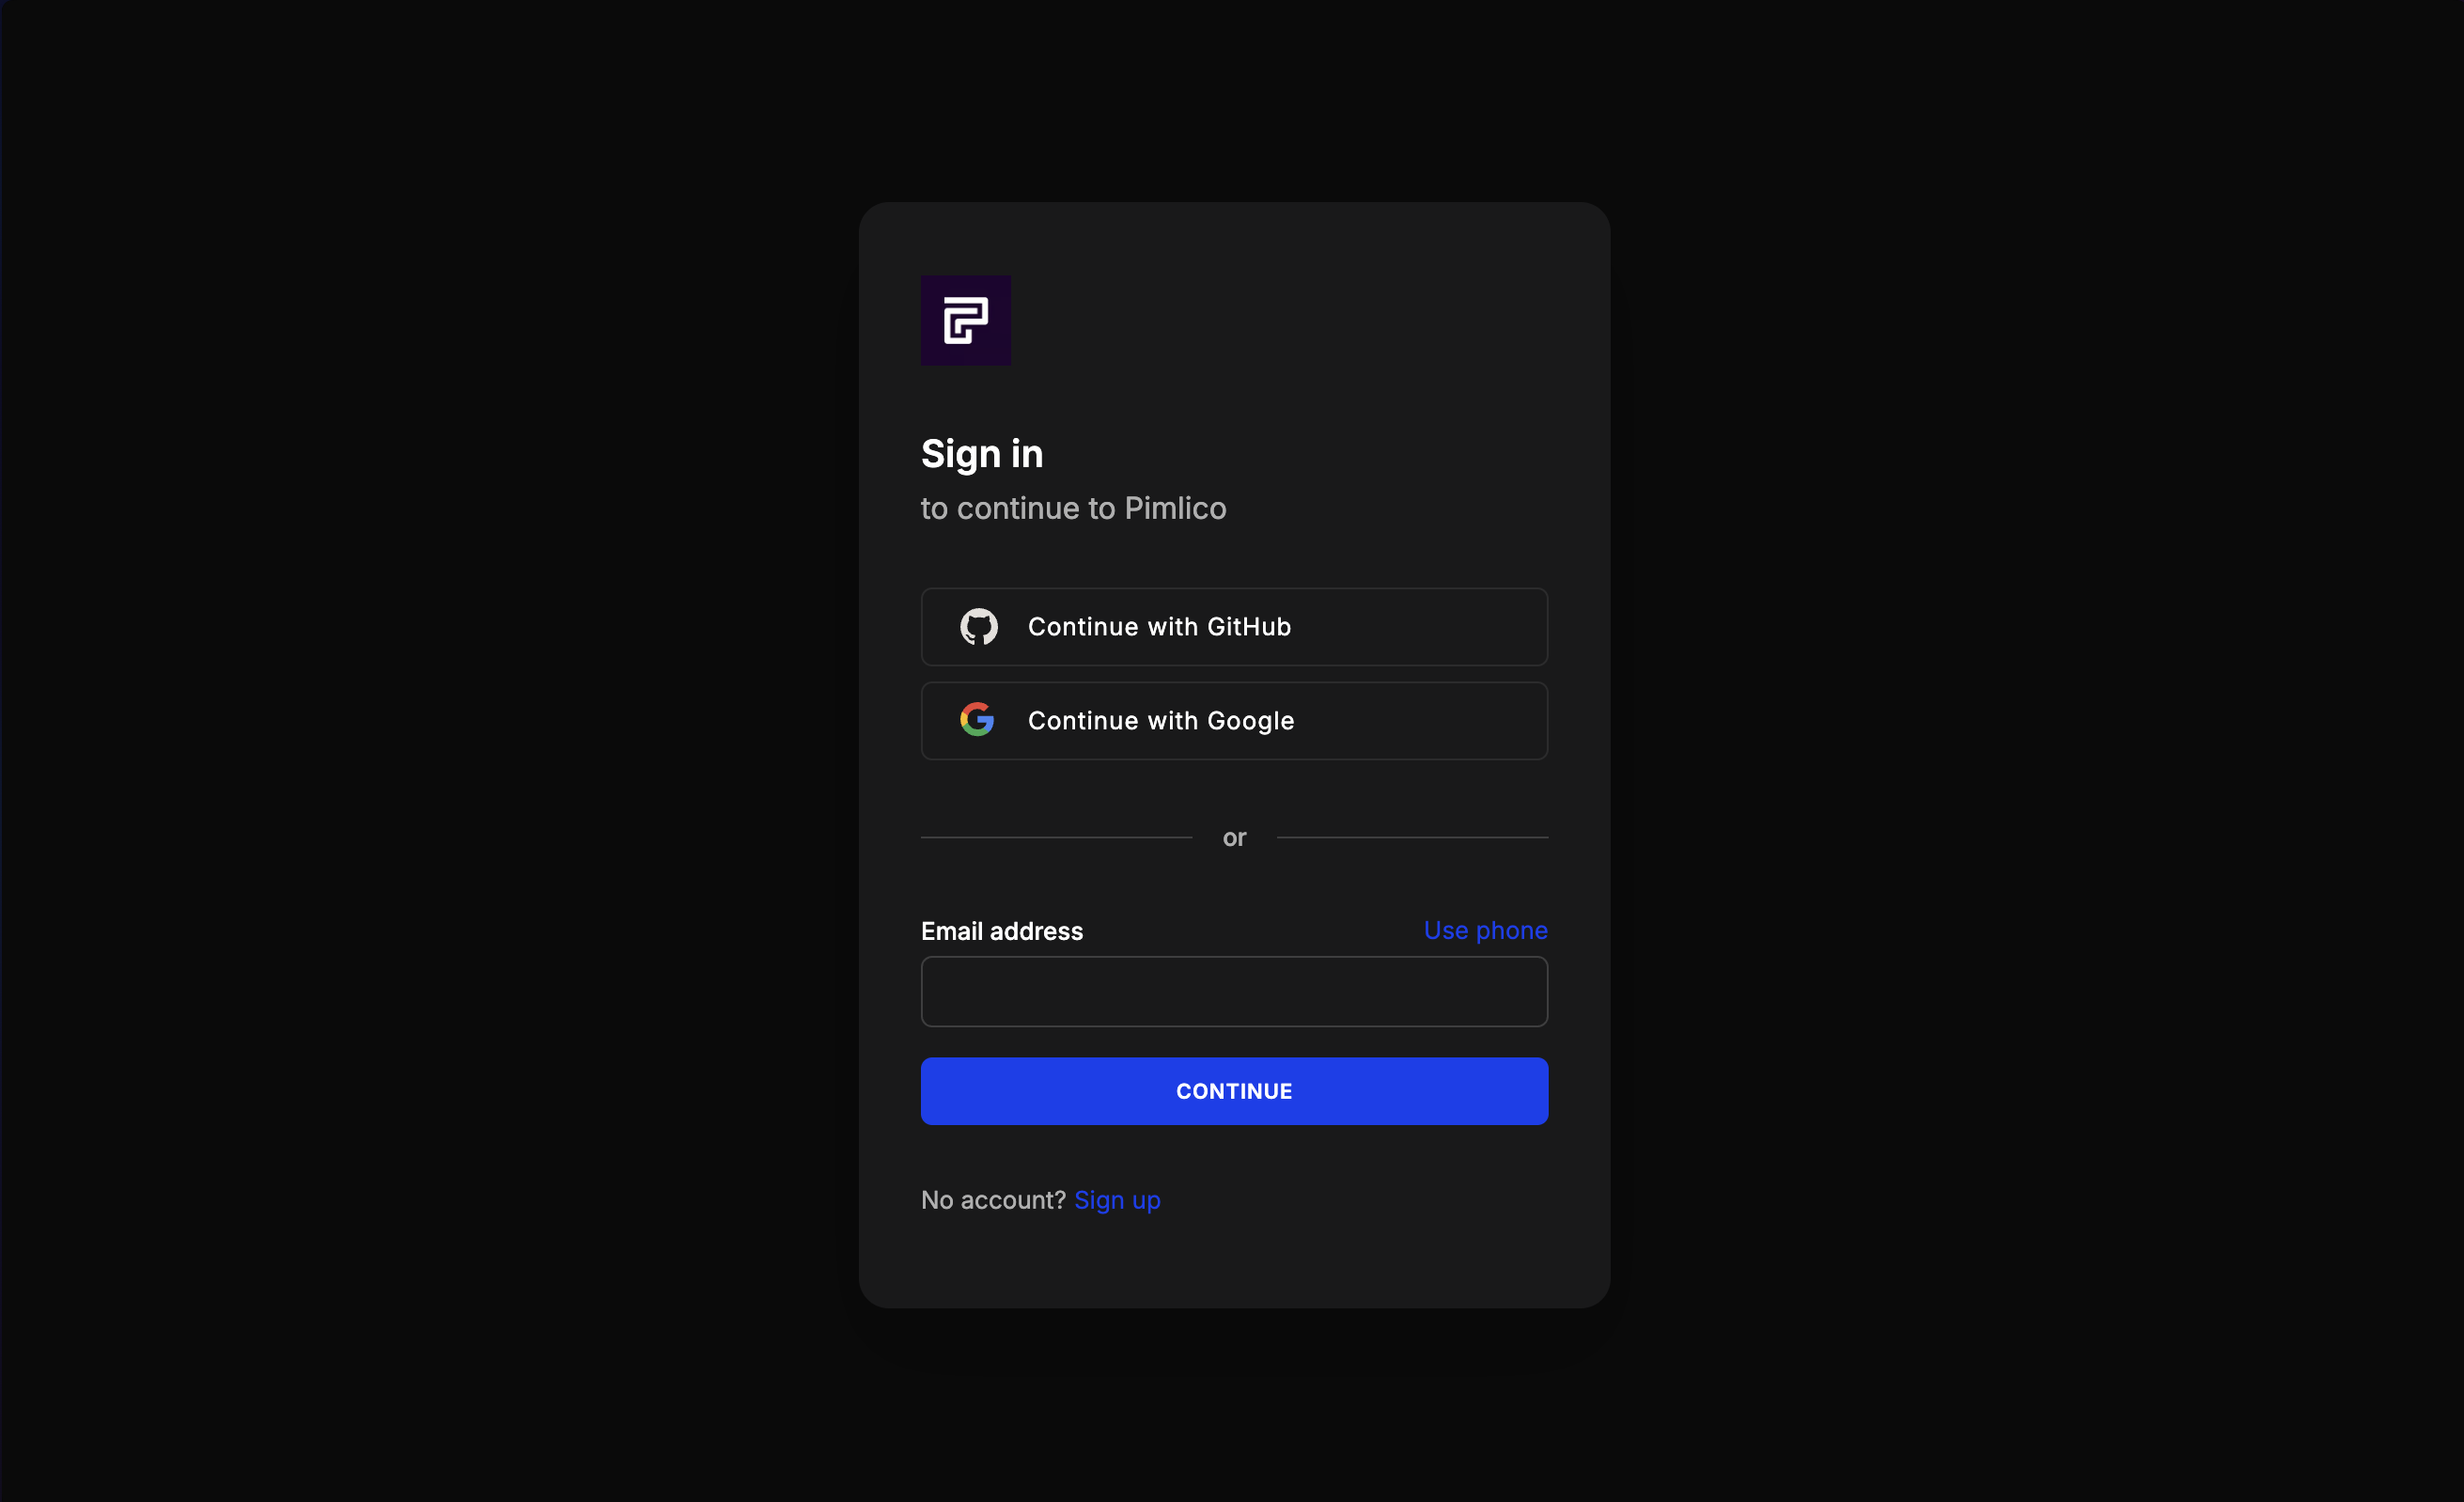 Sign in
to continue to Pimlico
Continue with GitHub
Continue with Google
or
Email address Use phone
CONTINUE
No account? Sign up